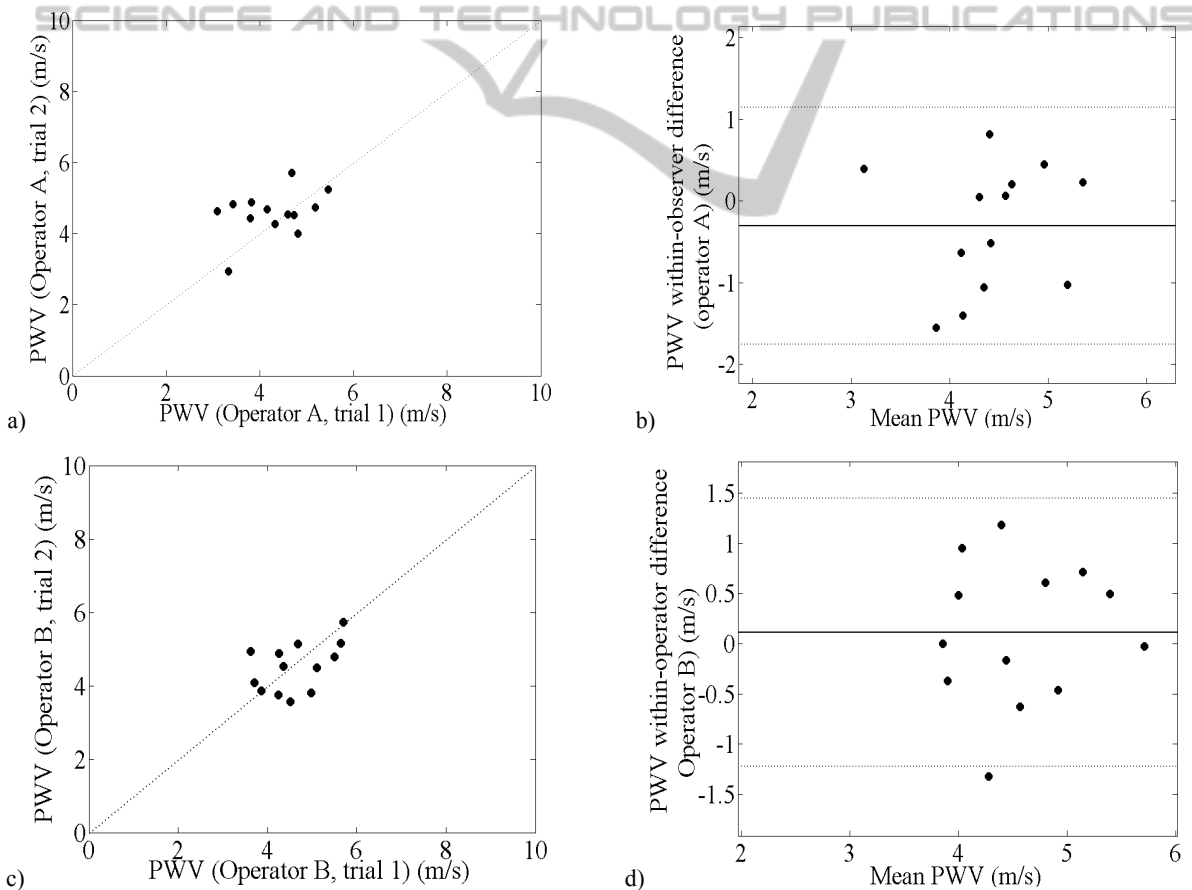 SCIENCE AND TECHNOLOGY PUBLICATIONS
10
8
6
4
2
0
PWV (Operator A, trial 2) (m/s)
0 2 4 6 8 10
PWV (Operator A, trial 1) (m/s)
a)
2
1
0
-1
-2
PWV within-observer difference
(operator A) (m/s)
2 3 4 5 6
Mean PWV (m/s)
b)
10
8
6
4
2
0
PWV (Operator B, trial 2) (m/s)
0 2 4 6 8 10
PWV (Operator B, trial 1) (m/s)
c)
1.5
1
0.5
0
-0.5
-1
-1.5
PWV within-operator difference
Operator B) (m/s)
2 3 4 5 6
Mean PWV (m/s)
d)